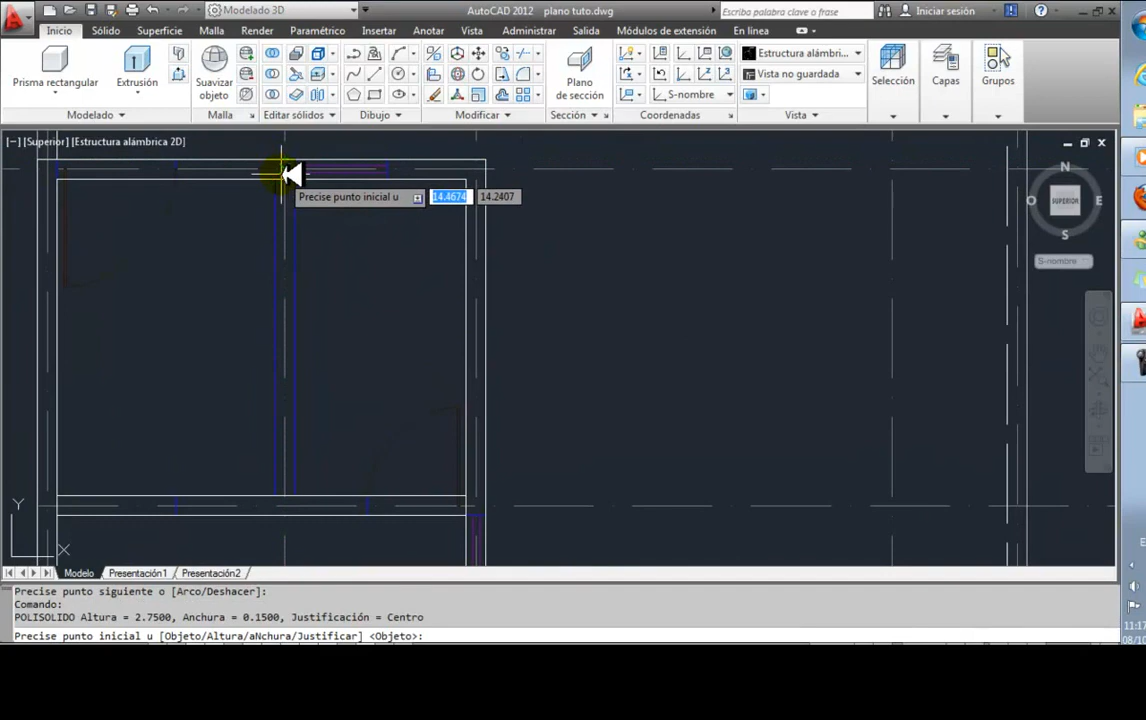 Modelado 3D
AutoCAD 2012 plano tuto.dwg
Escriba palabra clave o frase
Iniciar sesión
Inicio Sólido Superficie Malla Render Paramétrico Insertar Anotar Vista Administrar Salida Módulos de extensión En línea
Prisma rectangular
Extrusión
Suavizar objeto
Plano de sección
Estructura alámbri...
Vista no guardada
S-nombre
Selección
Capas
Grupos
Modelado
Malla
Editar sólidos
Dibujo
Modificar
Sección
Coordenadas
Vista
[−] [Superior] [Estructura alámbrica 2D]
N
O SUPERIOR E
S
S-nombre
Precise punto inicial u 14.4674 14.2407
Y
X
Modelo Presentación1 Presentación2
Precise punto siguiente o [Arco/Deshacer]:
Comando:
POLISOLIDO Altura = 2.7500, Anchura = 0.1500, Justificación = Centro
Precise punto inicial u [Objeto/Altura/aNchura/Justificar] <Objeto>: